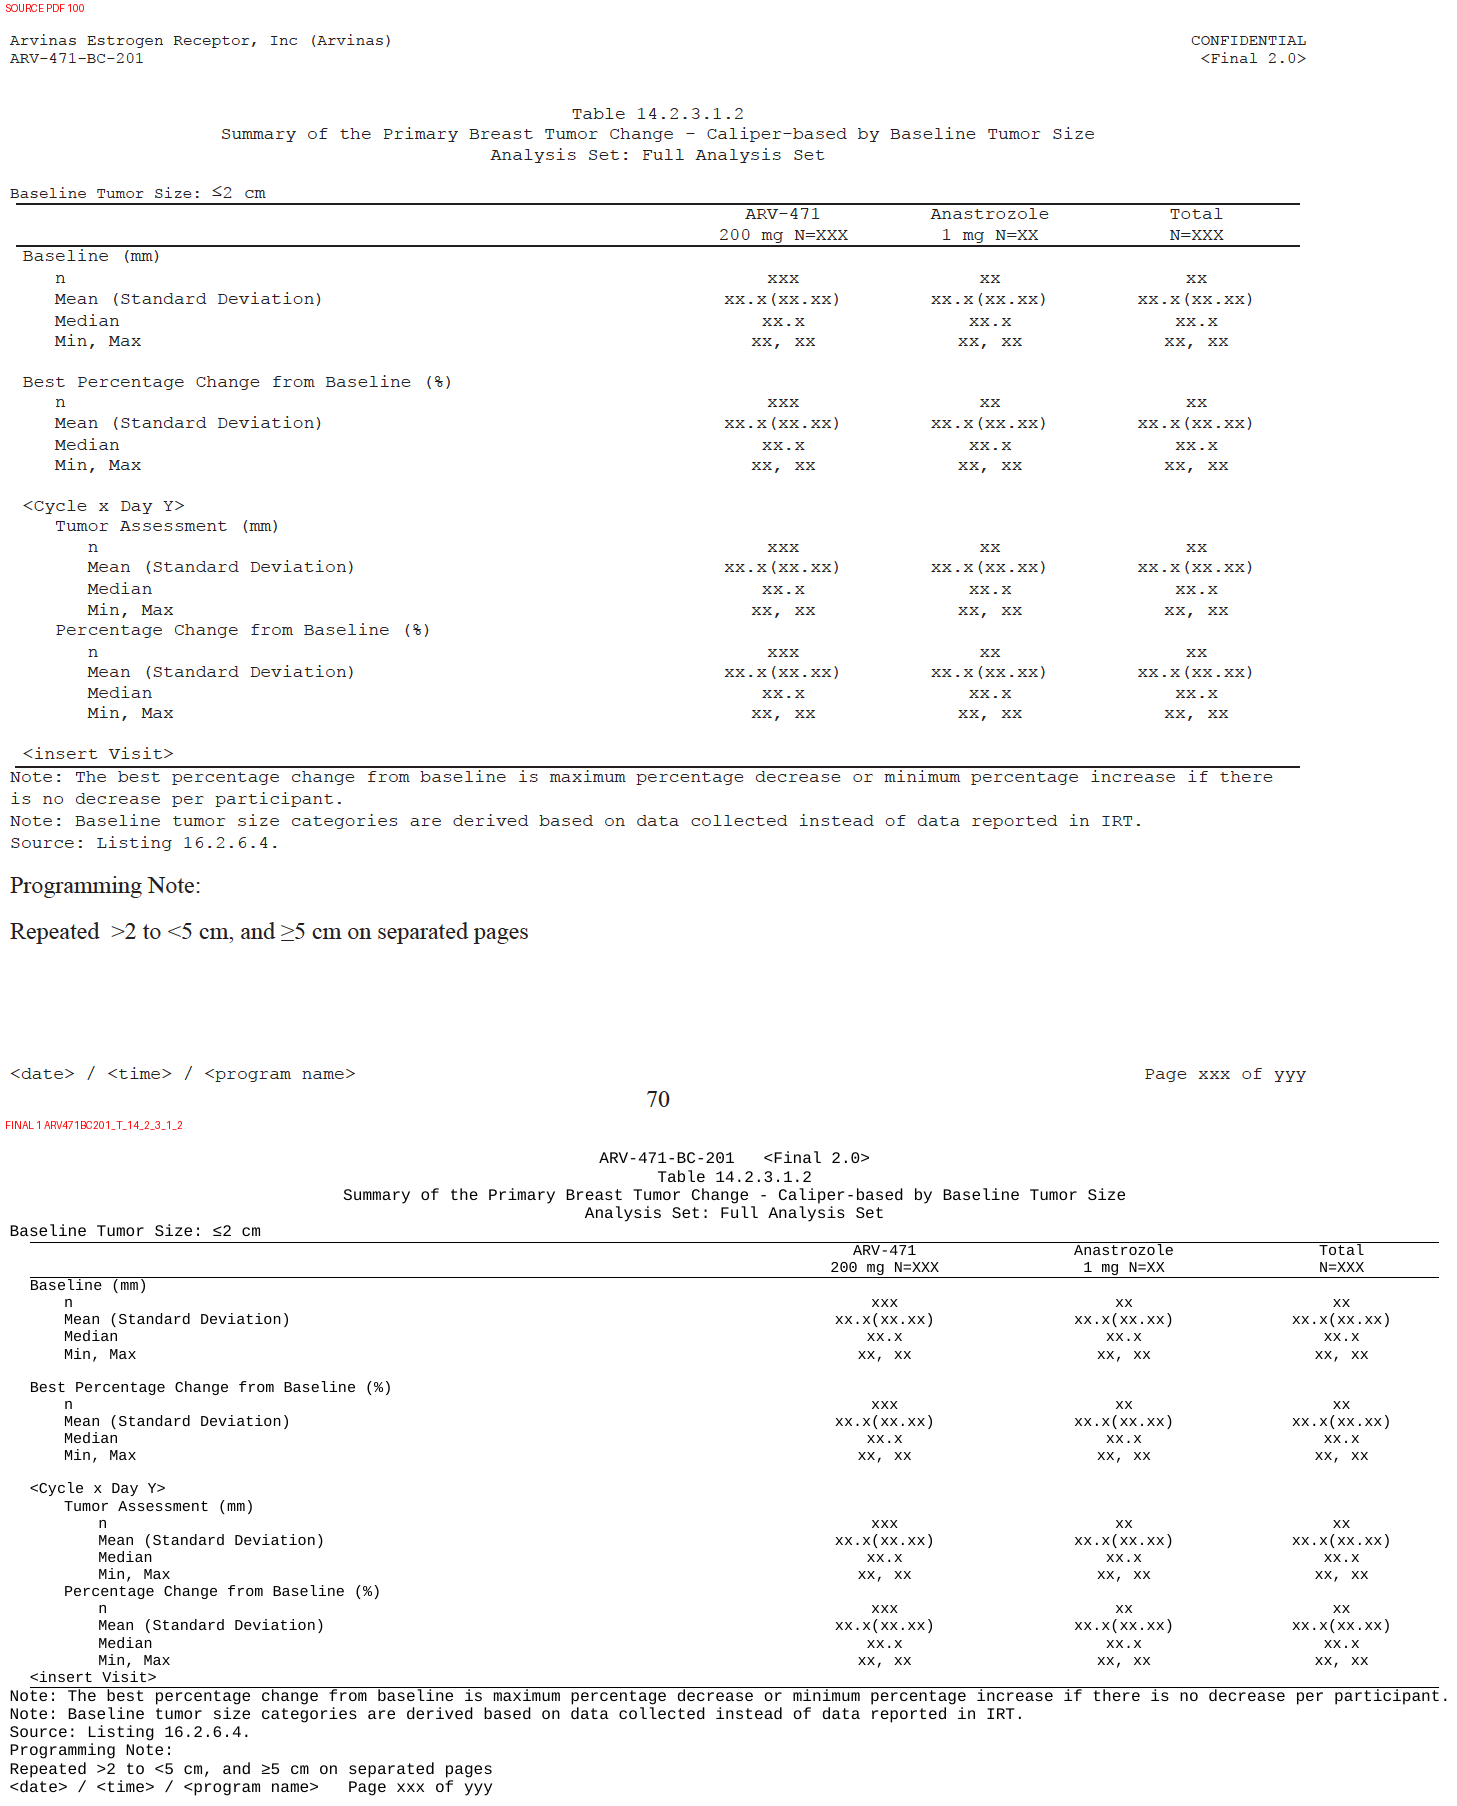 SOURCE PDF 100
Arvinas Estrogen Receptor, Inc (Arvinas) CONFIDENTIAL
ARV-471-BC-201 <Final 2.0>
Table 14.2.3.1.2
Summary of the Primary Breast Tumor Change - Caliper-based by Baseline Tumor Size
Analysis Set: Full Analysis Set
Baseline Tumor Size: ≤2 cm
ARV-471 Anastrozole Total
200 mg N=XXX 1 mg N=XX N=XXX
Baseline (mm)
n xxx xx xx
Mean (Standard Deviation) xx.x(xx.xx) xx.x(xx.xx) xx.x(xx.xx)
Median xx.x xx.x xx.x
Min, Max xx, xx xx, xx xx, xx
Best Percentage Change from Baseline (%)
n xxx xx xx
Mean (Standard Deviation) xx.x(xx.xx) xx.x(xx.xx) xx.x(xx.xx)
Median xx.x xx.x xx.x
Min, Max xx, xx xx, xx xx, xx
<Cycle x Day Y>
Tumor Assessment (mm)
n xxx xx xx
Mean (Standard Deviation) xx.x(xx.xx) xx.x(xx.xx) xx.x(xx.xx)
Median xx.x xx.x xx.x
Min, Max xx, xx xx, xx xx, xx
Percentage Change from Baseline (%)
n xxx xx xx
Mean (Standard Deviation) xx.x(xx.xx) xx.x(xx.xx) xx.x(xx.xx)
Median xx.x xx.x xx.x
Min, Max xx, xx xx, xx xx, xx
<insert Visit>
Note: The best percentage change from baseline is maximum percentage decrease or minimum percentage increase if there
is no decrease per participant.
Note: Baseline tumor size categories are derived based on data collected instead of data reported in IRT.
Source: Listing 16.2.6.4.
Programming Note:
Repeated >2 to <5 cm, and ≥5 cm on separated pages
<date> / <time> / <program name> Page xxx of yyy
70
FINAL 1 ARV471BC201_T_14_2_3_1_2
ARV-471-BC-201 <Final 2.0>
Table 14.2.3.1.2
Summary of the Primary Breast Tumor Change - Caliper-based by Baseline Tumor Size
Analysis Set: Full Analysis Set
Baseline Tumor Size: ≤2 cm
ARV-471 Anastrozole Total
200 mg N=XXX 1 mg N=XX N=XXX
Baseline (mm)
n xxx xx xx
Mean (Standard Deviation) xx.x(xx.xx) xx.x(xx.xx) xx.x(xx.xx)
Median xx.x xx.x xx.x
Min, Max xx, xx xx, xx xx, xx
Best Percentage Change from Baseline (%)
n xxx xx xx
Mean (Standard Deviation) xx.x(xx.xx) xx.x(xx.xx) xx.x(xx.xx)
Median xx.x xx.x xx.x
Min, Max xx, xx xx, xx xx, xx
<Cycle x Day Y>
Tumor Assessment (mm)
n xxx xx xx
Mean (Standard Deviation) xx.x(xx.xx) xx.x(xx.xx) xx.x(xx.xx)
Median xx.x xx.x xx.x
Min, Max xx, xx xx, xx xx, xx
Percentage Change from Baseline (%)
n xxx xx xx
Mean (Standard Deviation) xx.x(xx.xx) xx.x(xx.xx) xx.x(xx.xx)
Median xx.x xx.x xx.x
Min, Max xx, xx xx, xx xx, xx
<insert Visit>
Note: The best percentage change from baseline is maximum percentage decrease or minimum percentage increase if there is no decrease per participant.
Note: Baseline tumor size categories are derived based on data collected instead of data reported in IRT.
Source: Listing 16.2.6.4.
Programming Note:
Repeated >2 to <5 cm, and ≥5 cm on separated pages
<date> / <time> / <program name> Page xxx of yyy